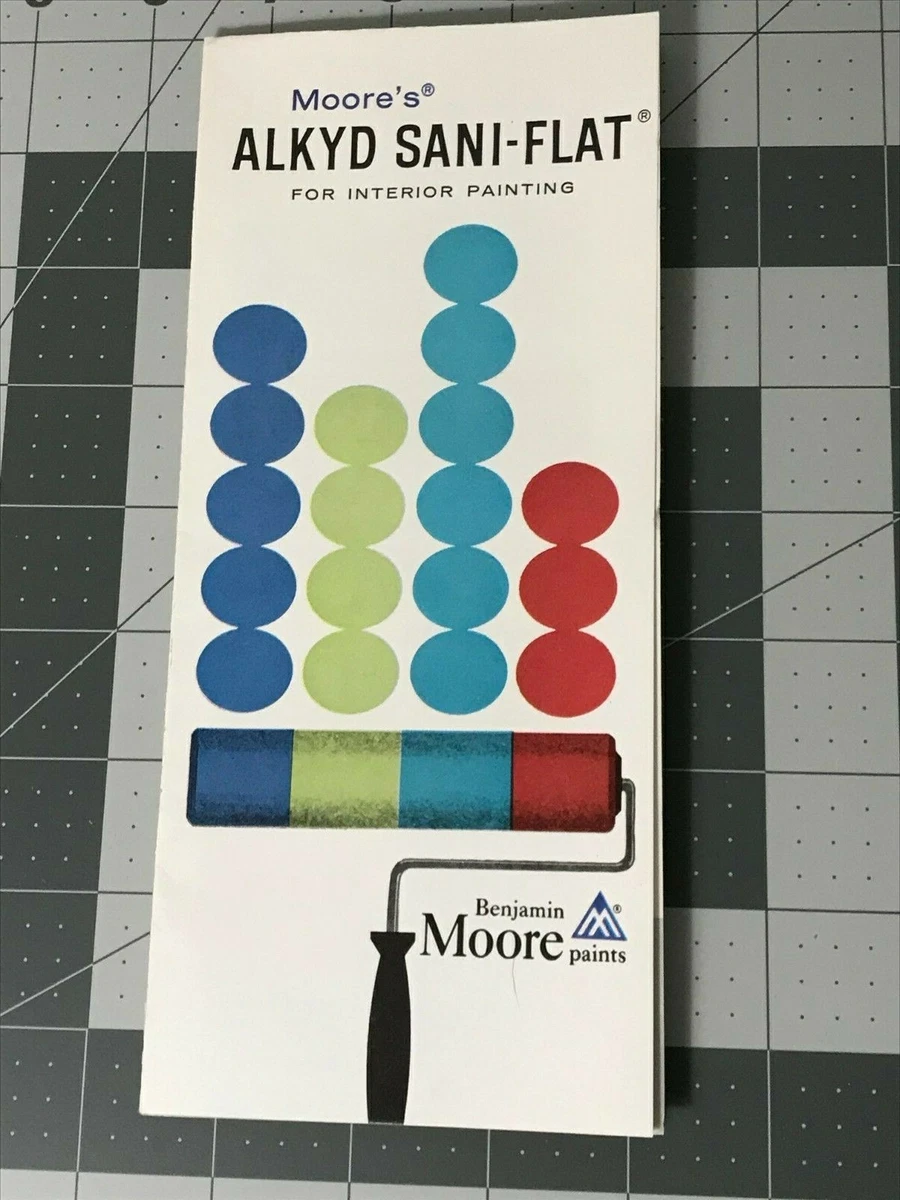 Moore's®
ALKYD SANI-FLAT®
FOR INTERIOR PAINTING
Benjamin
Moore®
paints